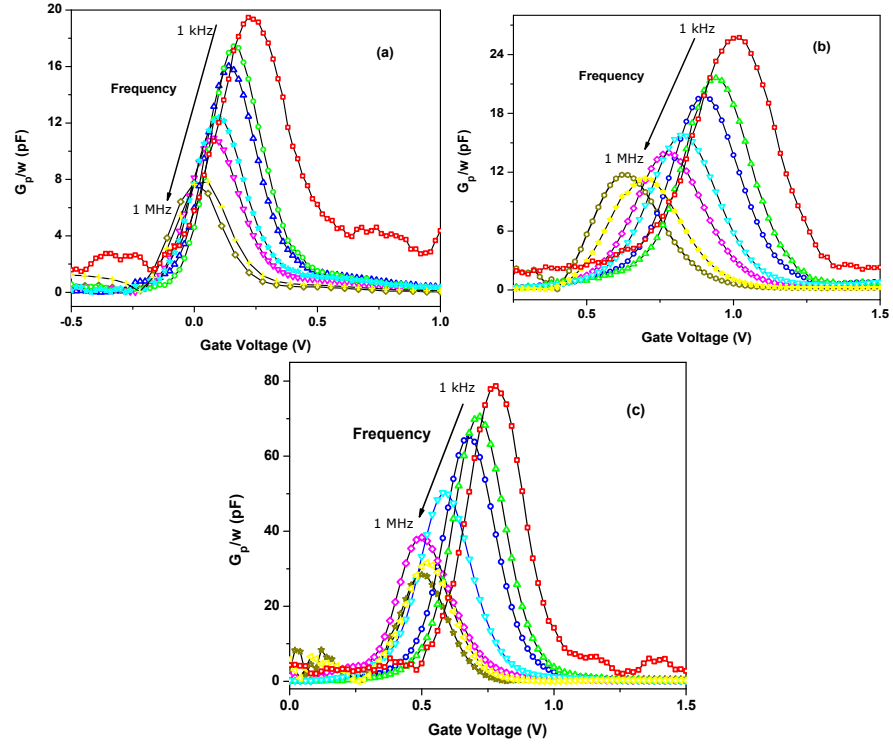 20
16
12
8
4
0
G_p/w (pF)
1 kHz
(a)
Frequency
1 MHz
-0.5
0.0
0.5
1.0
Gate Voltage (V)
24
18
12
6
0
G_p/w (pF)
1 kHz
(b)
Frequency
1 MHz
0.5
1.0
1.5
Gate Voltage (V)
80
60
40
20
0
G_p/w (pF)
1 kHz
(c)
Frequency
1 MHz
0.0
0.5
1.0
1.5
Gate Voltage (V)